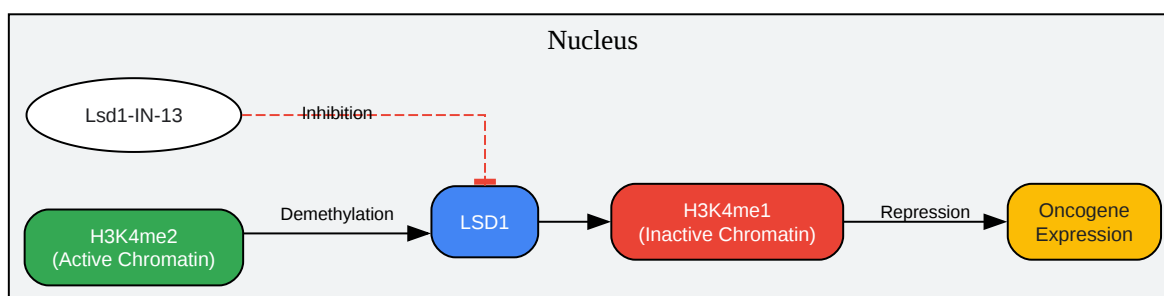 Nucleus
Lsd1-IN-13
Inhibition
H3K4me2
(Active Chromatin)
Demethylation
LSD1
H3K4me1
(Inactive Chromatin)
Repression
Oncogene
Expression